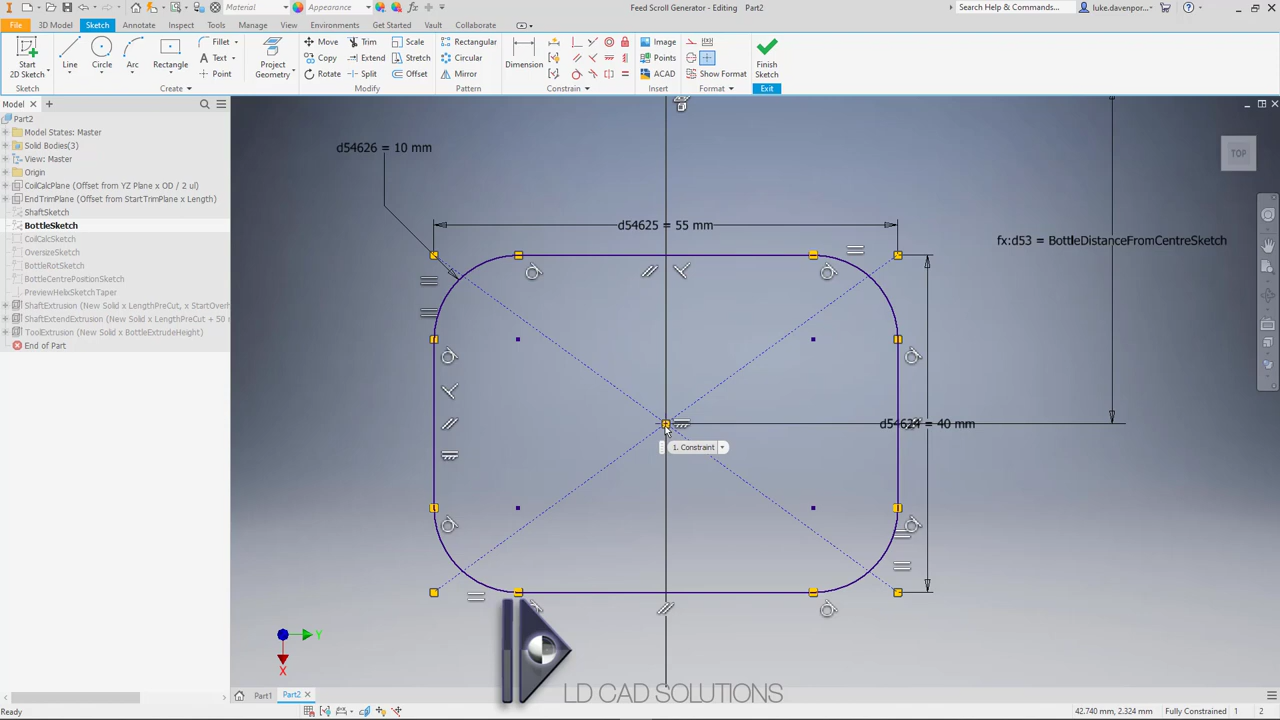 Material
Appearance
Feed Scroll Generator - Editing Part2
Search Help & Commands...
luke.davenpor...
File
3D Model
Sketch
Annotate
Inspect
Tools
Manage
View
Environments
Get Started
Vault
Collaborate
Start
2D Sketch
Line
Circle
Arc
Rectangle
Fillet
Text
Point
Project
Geometry
Move
Copy
Rotate
Trim
Extend
Split
Scale
Stretch
Offset
Rectangular
Circular
Mirror
Dimension
Image
Points
ACAD
Show Format
Finish
Sketch
Sketch
Create
Modify
Pattern
Constrain
Insert
Format
Exit
Model
Part2
Model States: Master
Solid Bodies(3)
View: Master
Origin
CoilCalcPlane (Offset from YZ Plane x OD / 2 ul)
EndTrimPlane (Offset from StartTrimPlane x Length)
ShaftSketch
BottleSketch
CoilCalcSketch
OversizeSketch
BottleRotSketch
BottleCentrePositionSketch
PreviewHelixSketchTaper
ShaftExtrusion (New Solid x LengthPreCut, x StartOverh
ShaftExtendExtrusion (New Solid x LengthPreCut + 50 n
ToolExtrusion (New Solid x BottleExtrudeHeight)
End of Part
d54626 = 10 mm
d54625 = 55 mm
fx:d53 = BottleDistanceFromCentreSketch
d54624 = 40 mm
1. Constraint
TOP
Y
X
LD CAD SOLUTIONS
Part1
Part2
Ready
42.740 mm, 2.324 mm
Fully Constrained
1
2